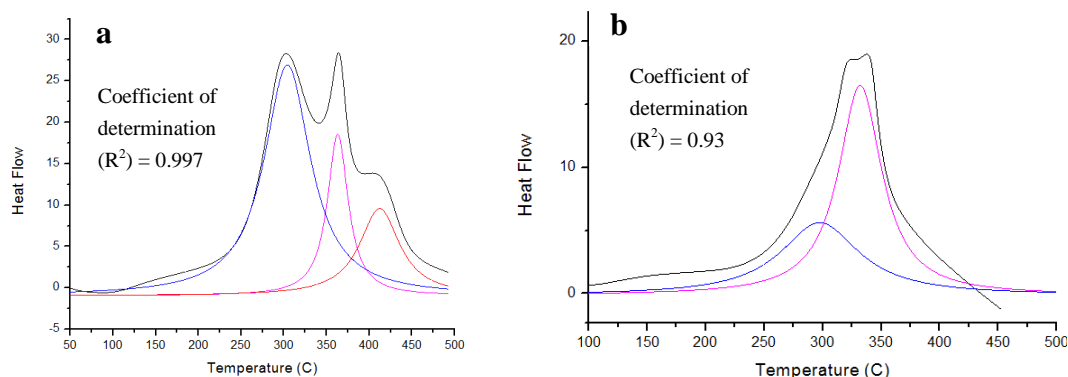 a
Coefficient of
determination
(R²) = 0.997
Heat Flow
30
25
20
15
10
5
0
-5
50 100 150 200 250 300 350 400 450 500
Temperature (C)
b
Coefficient of
determination
(R²) = 0.93
Heat Flow
20
10
0
100 150 200 250 300 350 400 450 500
Temperature (C)